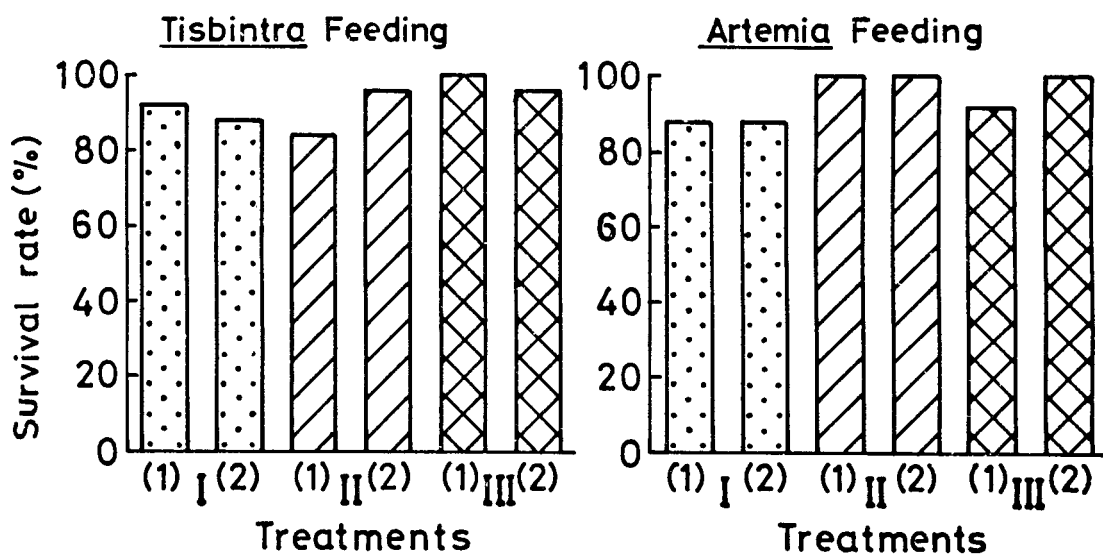 Tisbintra Feeding
Survival rate (%)
100
80
60
40
20
0
(1) I (2) (1) II (2) (1) III (2)
Treatments
Artemia Feeding
100
80
60
40
20
0
(1) I (2) (1) II (2) (1) III (2)
Treatments